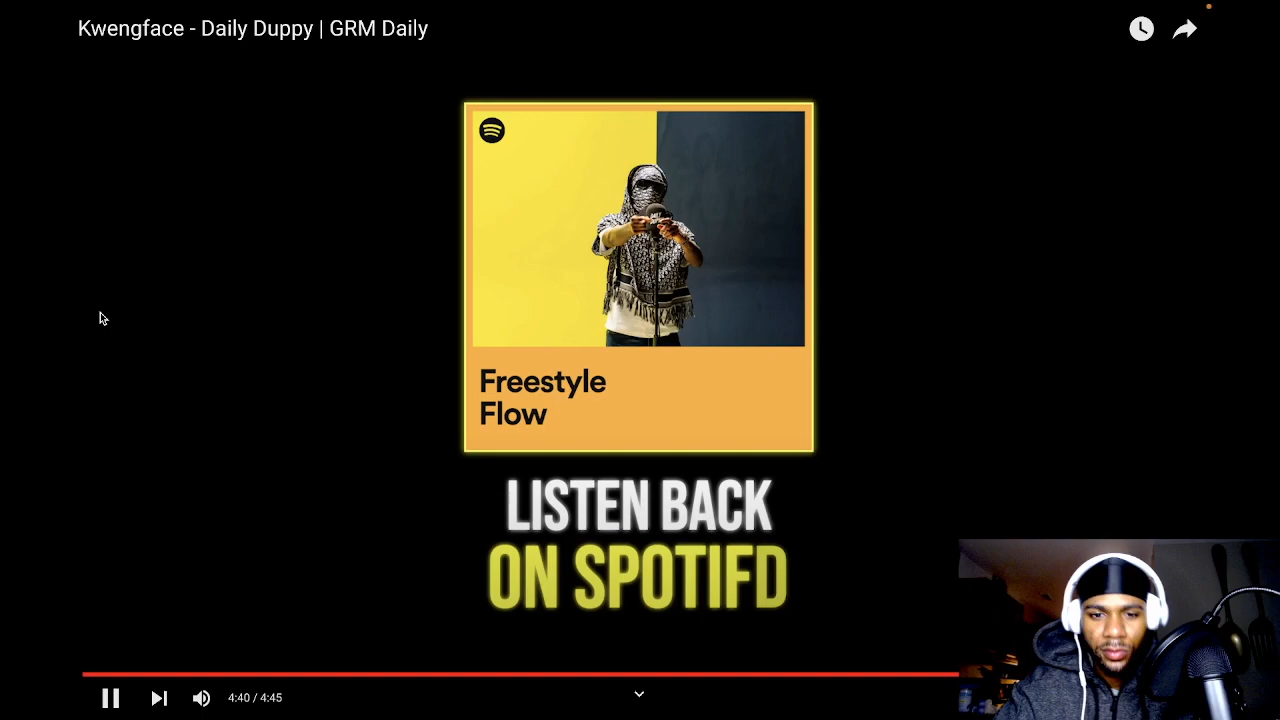 Kwengface - Daily Duppy | GRM Daily
Freestyle
Flow
LISTEN BACK
ON SPOTIFD
4:40 / 4:45